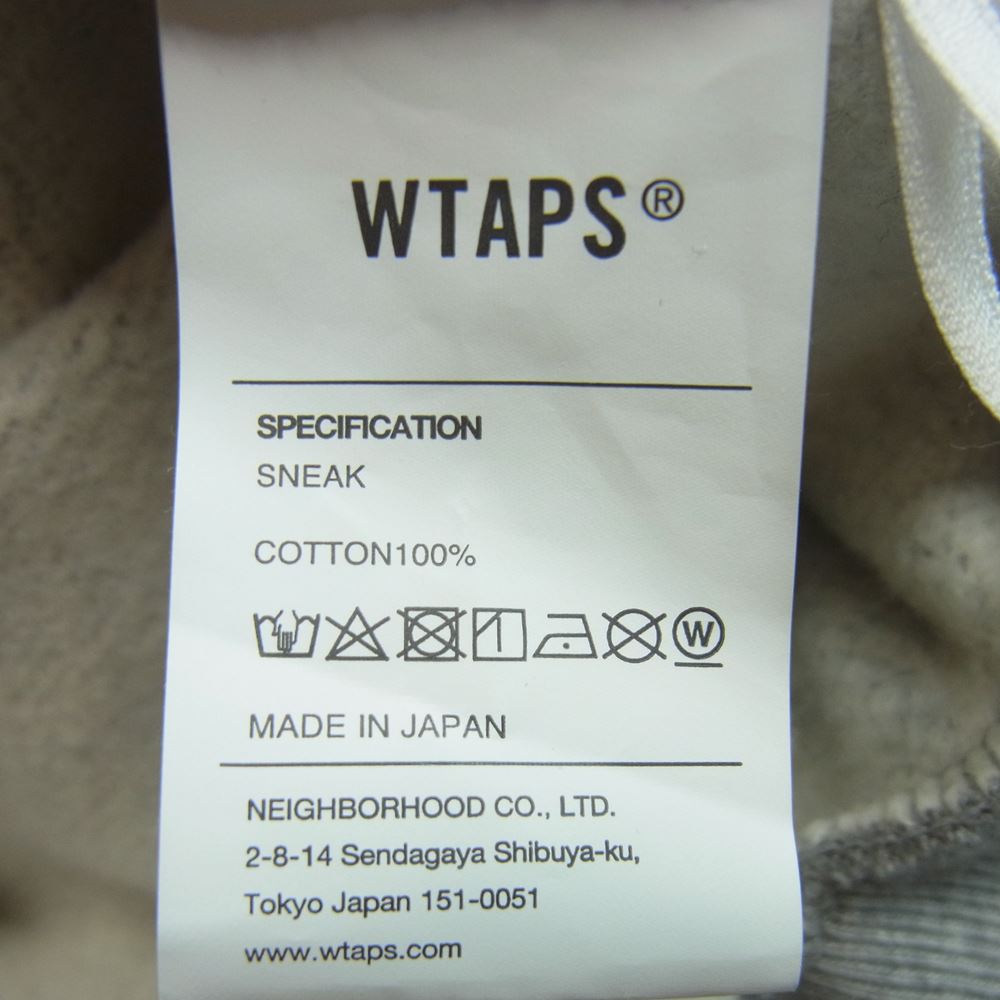 WTAPS®
SPECIFICATION
SNEAK
COTTON100%
W
MADE IN JAPAN
NEIGHBORHOOD CO., LTD.
2-8-14 Sendagaya Shibuya-ku,
Tokyo Japan 151-0051
www.wtaps.com